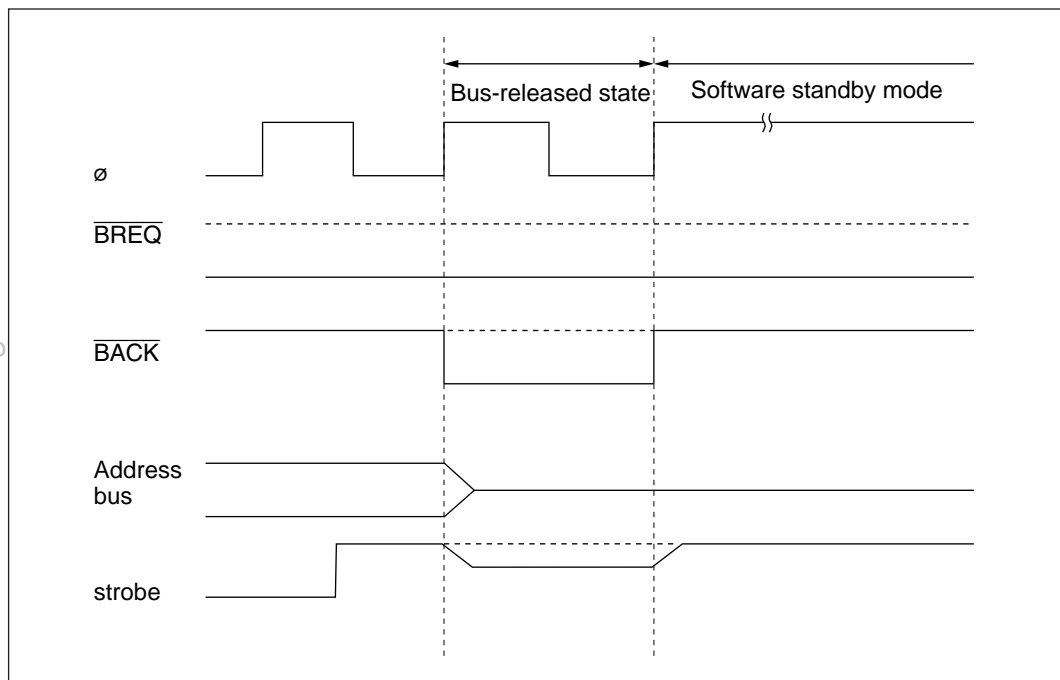 Bus-released state
Software standby mode
ø
BREQ
BACK
Address
bus
strobe